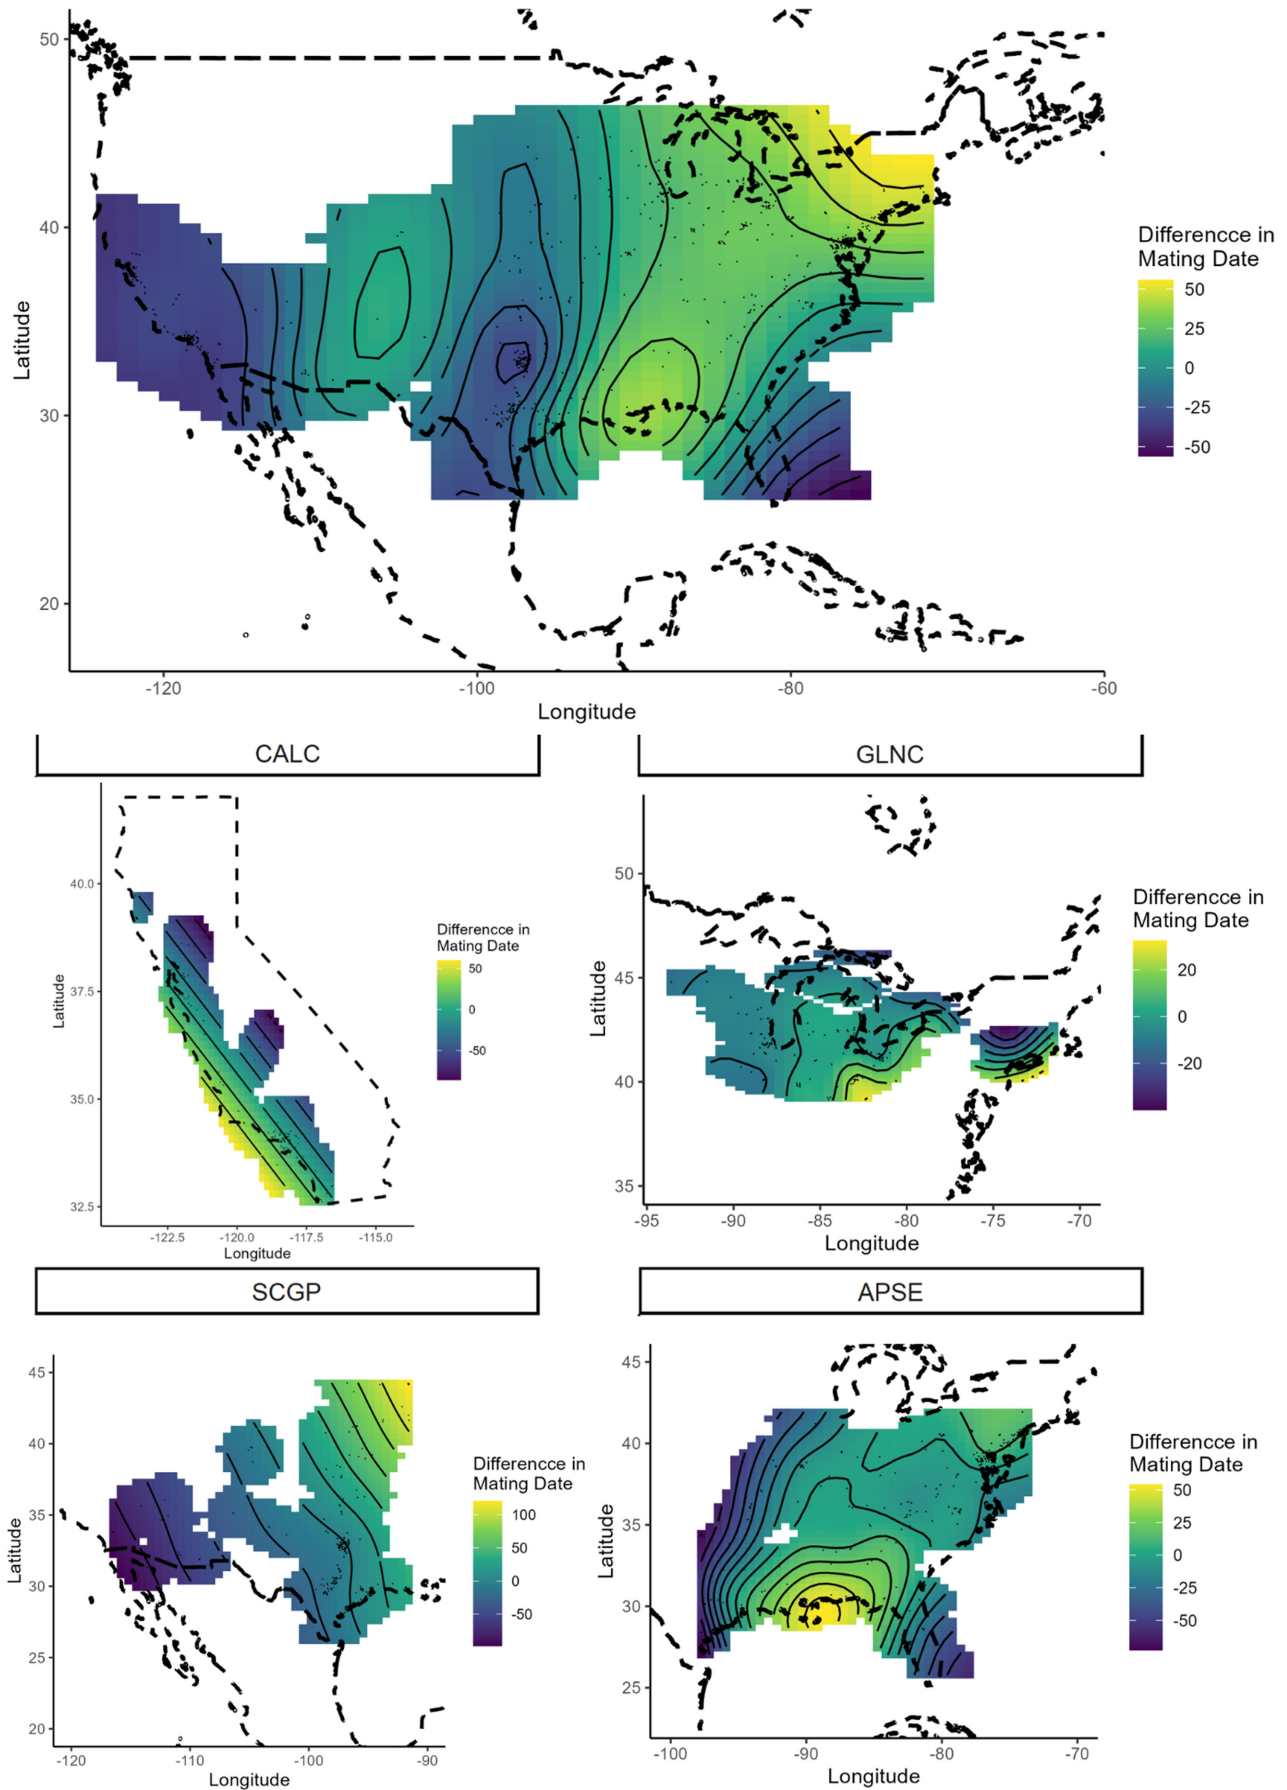 50
40
30
20
Latitude
-120
-100
-80
-60
Longitude
Differencce in
Mating Date
50
25
0
-25
-50
CALC
40.0
37.5
35.0
32.5
Latitude
-122.5
-120.0
-117.5
-115.0
Longitude
Differencce in
Mating Date
50
0
-50
GLNC
50
45
40
35
Latitude
-95
-90
-85
-80
-75
-70
Longitude
Differencce in
Mating Date
20
0
-20
SCGP
45
40
35
30
25
20
Latitude
-120
-110
-100
-90
Longitude
Differencce in
Mating Date
100
50
0
-50
APSE
45
40
35
30
25
Latitude
-100
-90
-80
-70
Longitude
Differencce in
Mating Date
50
25
0
-25
-50